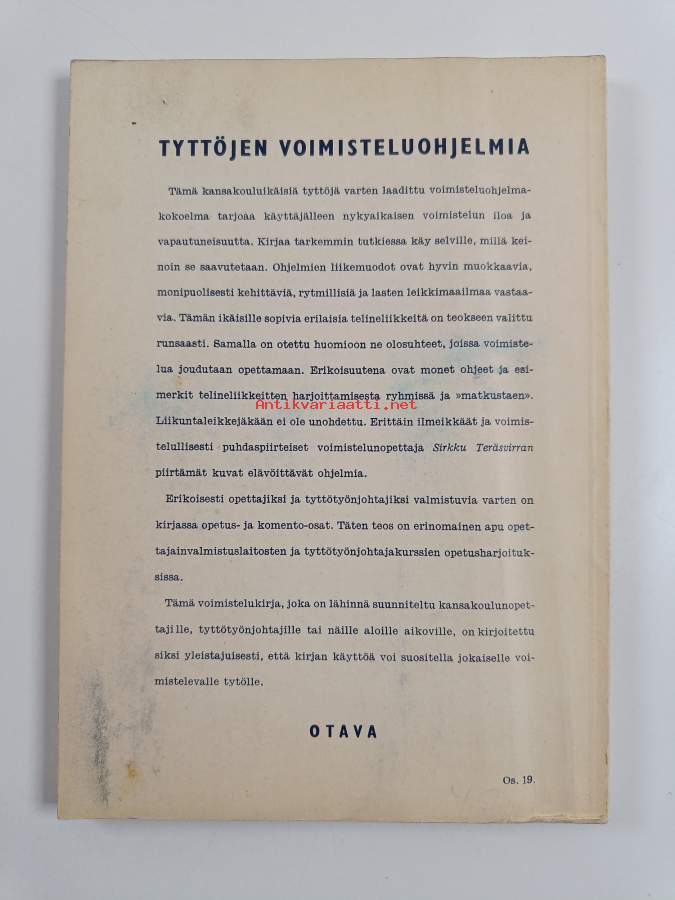 TYTTÖJEN VOIMISTELUOHJELMIA
Tämä kansakouluikäisiä tyttöjä varten laadittu voimisteluohjelma-
kokoelma tarjoaa käyttäjälleen nykyaikaisen voimistelun iloa ja
vapautuneisuutta. Kirjaa tarkemmin tutkiessa käy selville, millä kei-
noin se saavutetaan. Ohjelmien liikemuodot ovat hyvin muokkaavia,
monipuolisesti kehittäviä, rytmillisiä ja lasten leikkimaailmaa vastaa-
via. Tämän ikäisille sopivia erilaisia telineliikkeitä on teokseen valittu
runsaasti. Samalla on otettu huomioon ne olosuhteet, joissa voimiste-
lua joudutaan opettamaan. Erikoisuutena ovat monet ohjeet ja esi-
merkit telineliikkeitten harjoittamisesta ryhmissä ja »matkustaen».
Antikvariaatti.net
Liikuntaleikkejäkään ei ole unohdettu. Erittäin ilmeikkäät ja voimis-
telullisesti puhdaspiirteiset voimistelunopettaja Sirkku Teräsvirran
piirtämät kuvat elävöittävät ohjelmia.
Erikoisesti opettajiksi ja tyttötyönjohtajiksi valmistuvia varten on
kirjassa opetus- ja komento-osat. Täten teos on erinomainen apu opet-
tajainvalmistuslaitosten ja tyttötyönjohtajakurssien opetusharjoituk-
sissa.
Tämä voimistelukirja, joka on lähinnä suunniteltu kansakoulunopet-
tajille, tyttötyönjohtajille tai näille aloille aikoville, on kirjoitettu
siksi yleistajuisesti, että kirjan käyttöä voi suositella jokaiselle voi-
mistelevalle tytölle.
OTAVA
Os. 19.